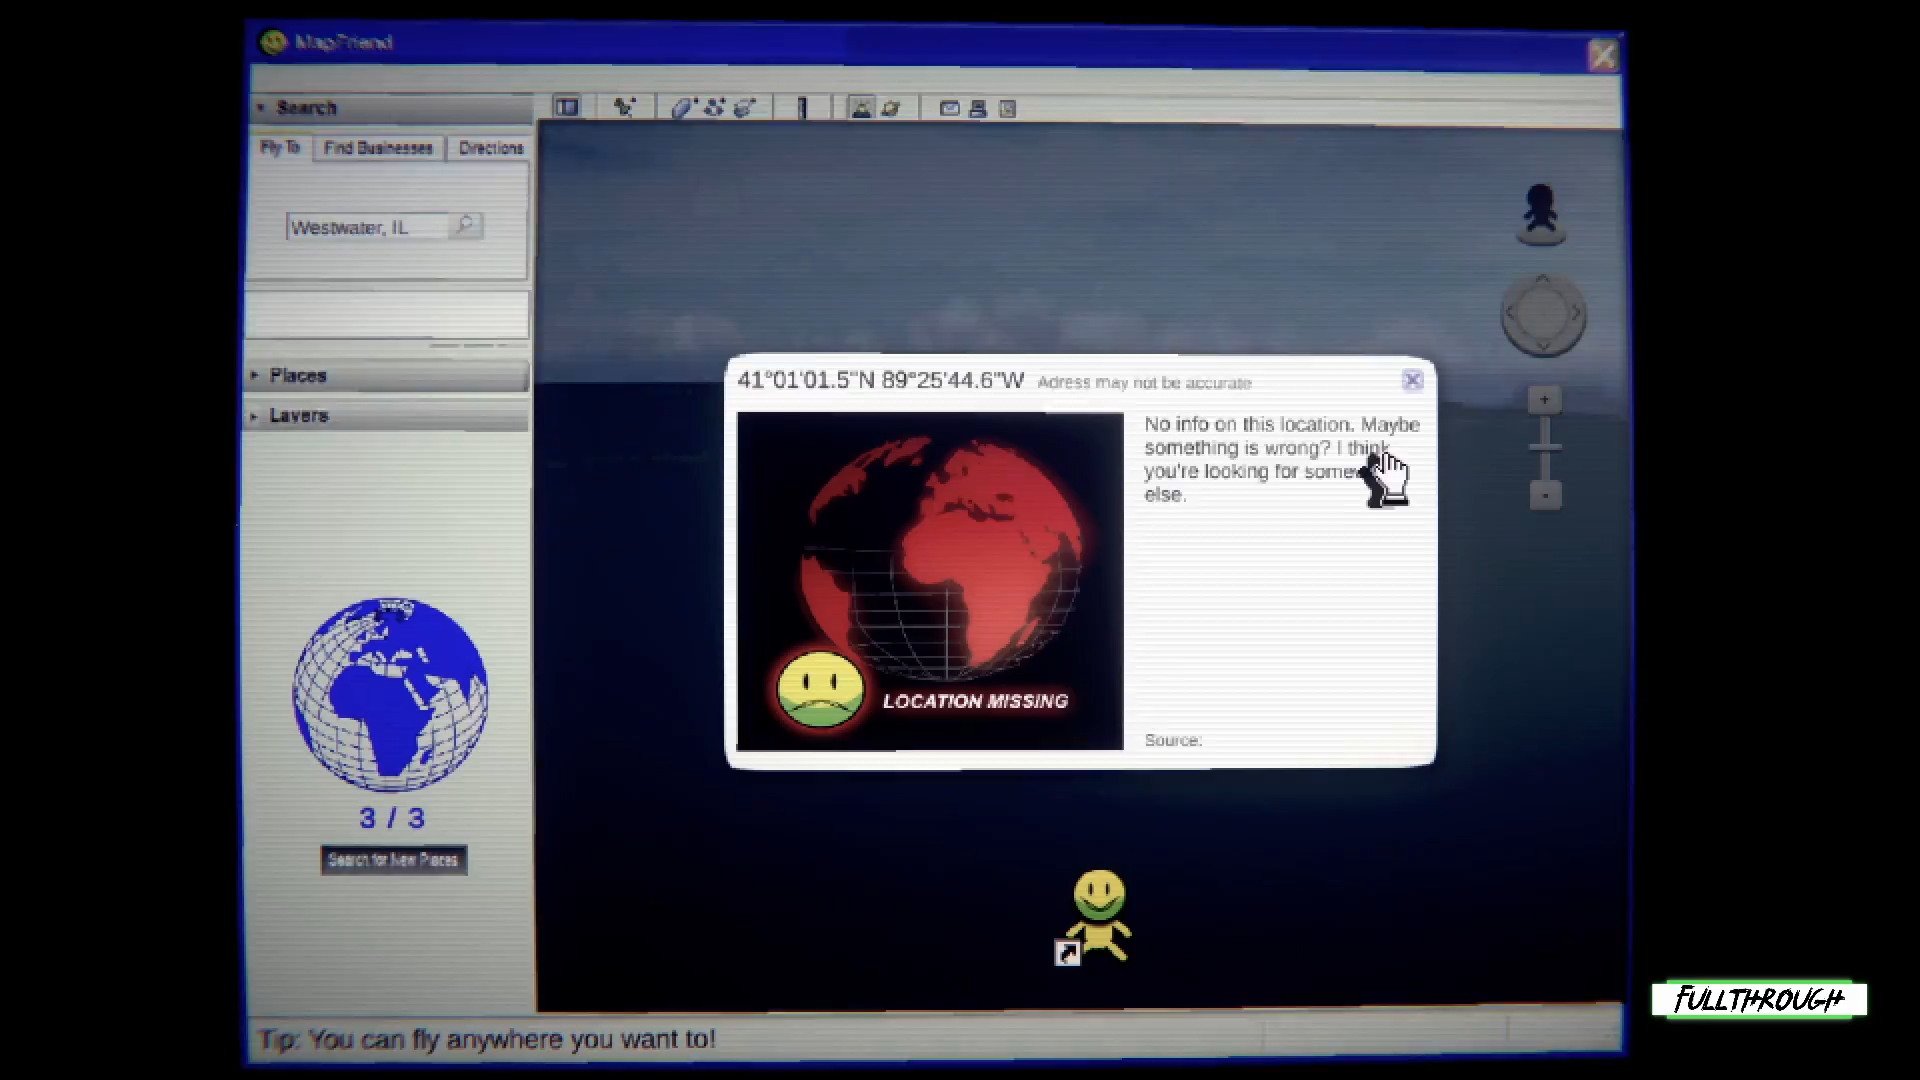 MapFriend
Search
Fly To
Find Businesses
Directions
Westwater, IL
Places
Layers
3 / 3
Search for New Places
41°01'01.5"N 89°25'44.6"W
Adress may not be accurate
No info on this location. Maybe
something is wrong? I think
you're looking for
else.
LOCATION MISSING
Source:
Tip: You can fly anywhere you want to!
FULLTHROUGH